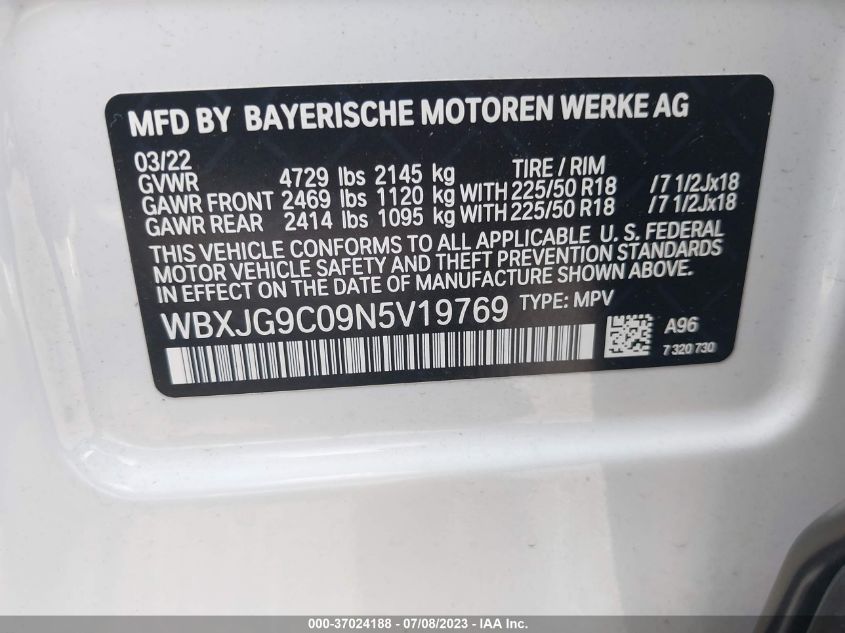 MFD BY BAYERISCHE MOTOREN WERKE AG
03/22 TIRE / RIM
GVWR 4729 lbs 2145 kg
GAWR FRONT 2469 lbs 1120 kg WITH 225/50 R18 /7 1/2Jx18
GAWR REAR 2414 lbs 1095 kg WITH 225/50 R18 /7 1/2Jx18
THIS VEHICLE CONFORMS TO ALL APPLICABLE U. S. FEDERAL
MOTOR VEHICLE SAFETY AND THEFT PREVENTION STANDARDS
IN EFFECT ON THE DATE OF MANUFACTURE SHOWN ABOVE.
WBXJG9C09N5V19769 TYPE: MPV
A96
7 320 730
000-37024188 - 07/08/2023 - IAA Inc.